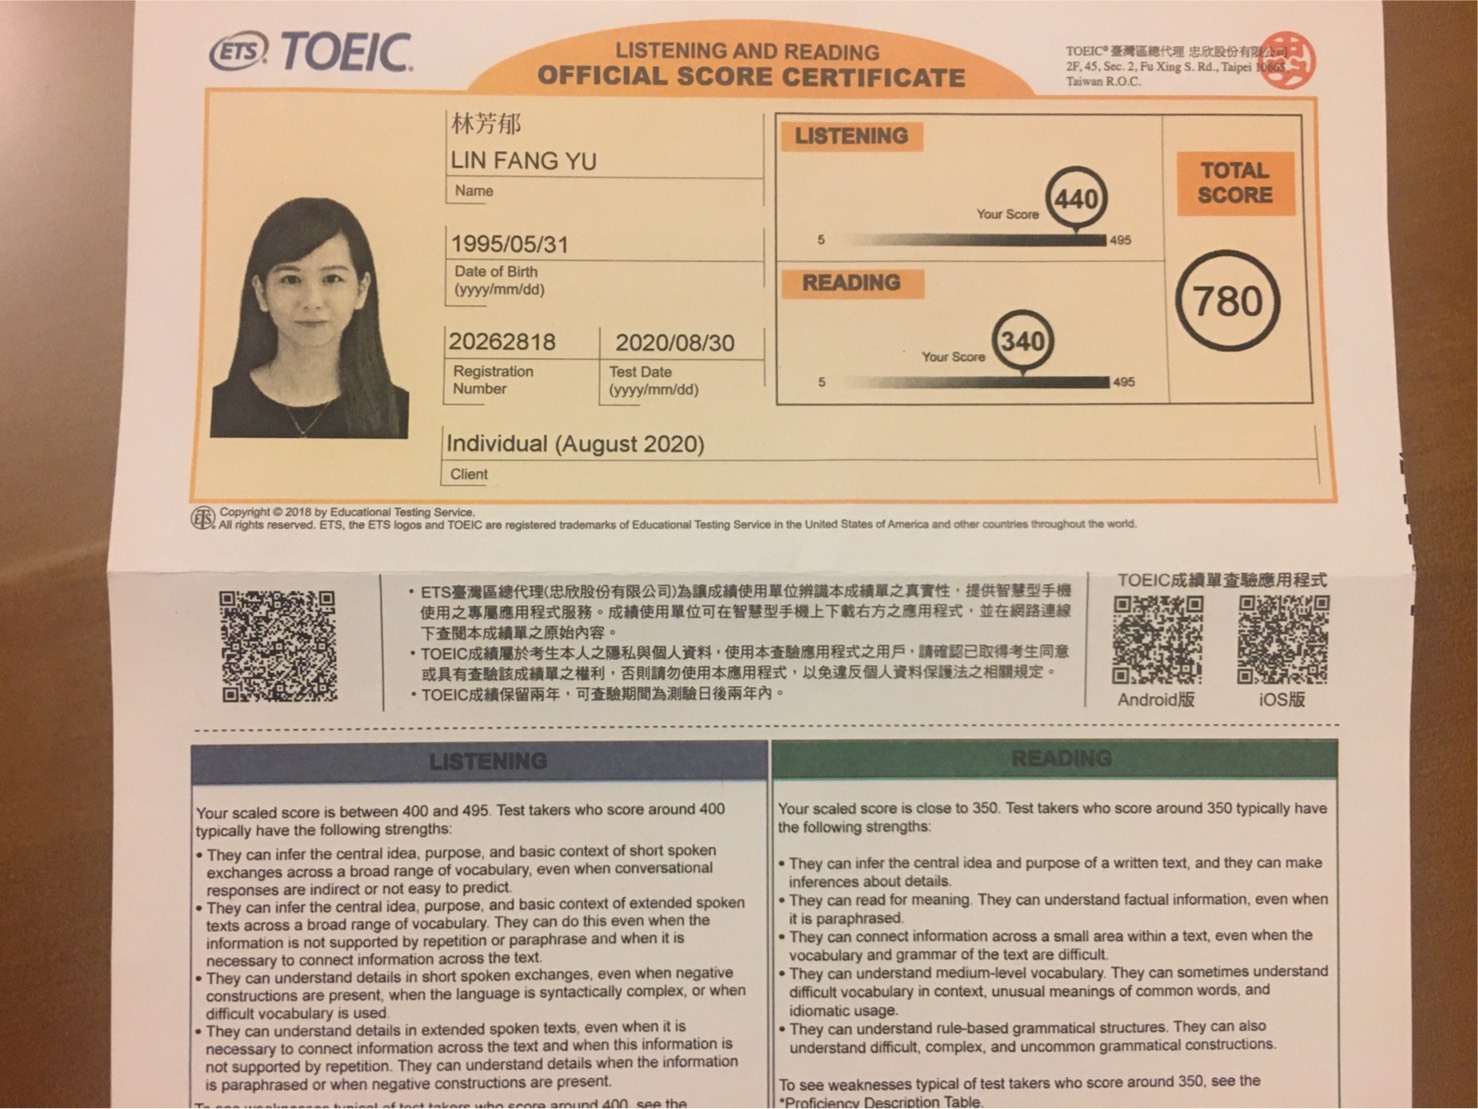 ETS TOEIC
LISTENING AND READING
OFFICIAL SCORE CERTIFICATE
TOEIC® 臺灣區總代理 忠欣股份有限公司
2F, 45, Sec. 2, Fu Xing S. Rd., Taipei 10665
Taiwan R.O.C.
林芳郁
LIN FANG YU
Name
1995/05/31
Date of Birth
(yyyy/mm/dd)
20262818
Registration
Number
2020/08/30
Test Date
(yyyy/mm/dd)
Individual (August 2020)
Client
LISTENING
440
Your Score
5
495
READING
340
Your Score
5
495
TOTAL
SCORE
780
Copyright © 2018 by Educational Testing Service.
All rights reserved. ETS, the ETS logos and TOEIC are registered trademarks of Educational Testing Service in the United States of America and other countries throughout the world.
• ETS臺灣區總代理(忠欣股份有限公司)為讓成績使用單位辨識本成績單之真實性，提供智慧型手機
使用之專屬應用程式服務。成績使用單位可在智慧型手機上下載右方之應用程式，並在網路連線
下查閱本成績單之原始內容。
• TOEIC成績屬於考生本人之隱私與個人資料，使用本查驗應用程式之用戶，請確認已取得考生同意
或具有查驗該成績單之權利，否則請勿使用本應用程式，以免違反個人資料保護法之相關規定。
• TOEIC成績保留兩年，可查驗期間為測驗日後兩年內。
TOEIC成績單查驗應用程式
Android版
iOS版
LISTENING
Your scaled score is between 400 and 495. Test takers who score around 400
typically have the following strengths:
• They can infer the central idea, purpose, and basic context of short spoken
exchanges across a broad range of vocabulary, even when conversational
responses are indirect or not easy to predict.
• They can infer the central idea, purpose, and basic context of extended spoken
texts across a broad range of vocabulary. They can do this even when the
information is not supported by repetition or paraphrase and when it is
necessary to connect information across the text.
• They can understand details in short spoken exchanges, even when negative
constructions are present, when the language is syntactically complex, or when
difficult vocabulary is used.
• They can understand details in extended spoken texts, even when it is
necessary to connect information across the text and when this information is
not supported by repetition. They can understand details when the information
is paraphrased or when negative constructions are present.
To see weaknesses typical of test takers who score around 400, see the
READING
Your scaled score is close to 350. Test takers who score around 350 typically have
the following strengths:
• They can infer the central idea and purpose of a written text, and they can make
inferences about details.
• They can read for meaning. They can understand factual information, even when
it is paraphrased.
• They can connect information across a small area within a text, even when the
vocabulary and grammar of the text are difficult.
• They can understand medium-level vocabulary. They can sometimes understand
difficult vocabulary in context, unusual meanings of common words, and
idiomatic usage.
• They can understand rule-based grammatical structures. They can also
understand difficult, complex, and uncommon grammatical constructions.
To see weaknesses typical of test takers who score around 350, see the
"Proficiency Description Table.